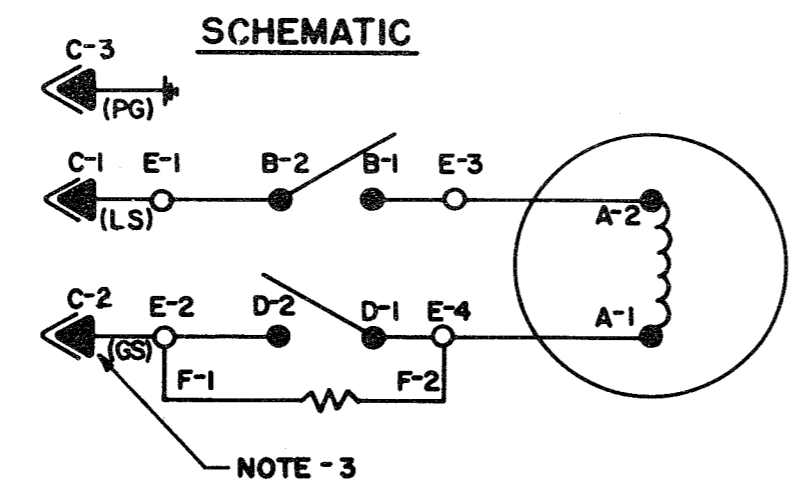 SCHEMATIC
C-3
(PG)
C-1 E-1 B-2 B-1 E-3
(LS) A-2
C-2 E-2 D-2 D-1 E-4 A-1
(GS)
F-1 F-2
NOTE - 3